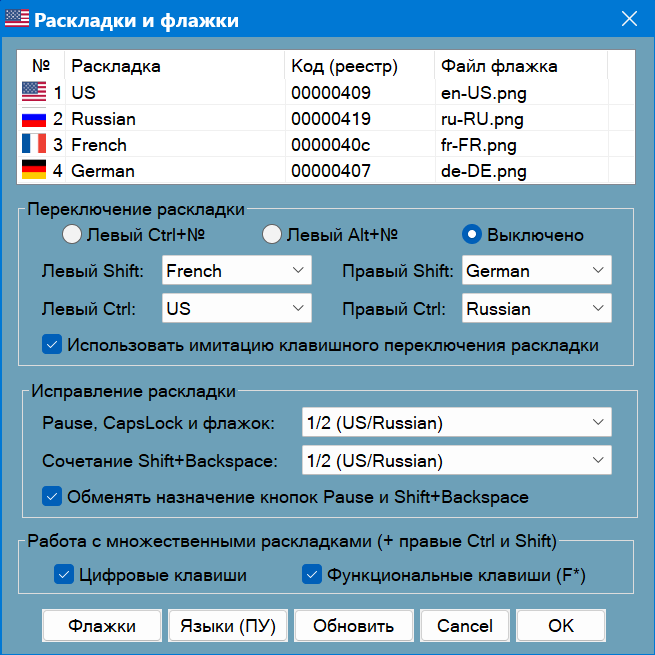 Раскладки и флажки
№ Раскладка Код (реестр) Файл флажка
1 US 00000409 en-US.png
2 Russian 00000419 ru-RU.png
3 French 0000040c fr-FR.png
4 German 00000407 de-DE.png
Переключение раскладки
Левый Ctrl+№ Левый Alt+№ Выключено
Левый Shift: French Правый Shift: German
Левый Ctrl: US Правый Ctrl: Russian
Использовать имитацию клавишного переключения раскладки
Исправление раскладки
Pause, CapsLock и флажок: 1/2 (US/Russian)
Сочетание Shift+Backspace: 1/2 (US/Russian)
Обменять назначение кнопок Pause и Shift+Backspace
Работа с множественными раскладками (+ правые Ctrl и Shift)
Цифровые клавиши Функциональные клавиши (F*)
Флажки Языки (ПУ) Обновить Cancel OK